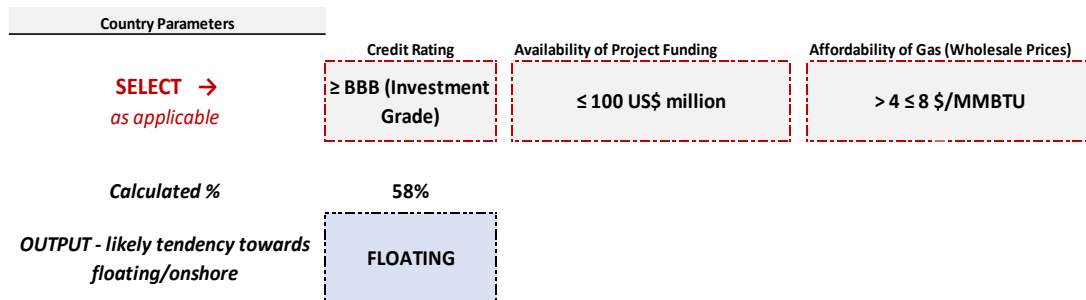 Country Parameters
Credit Rating
Availability of Project Funding
Affordability of Gas (Wholesale Prices)
SELECT →
as applicable
≥ BBB (Investment
Grade)
≤ 100 US$ million
> 4 ≤ 8 $/MMBTU
Calculated %
58%
OUTPUT - likely tendency towards
floating/onshore
FLOATING